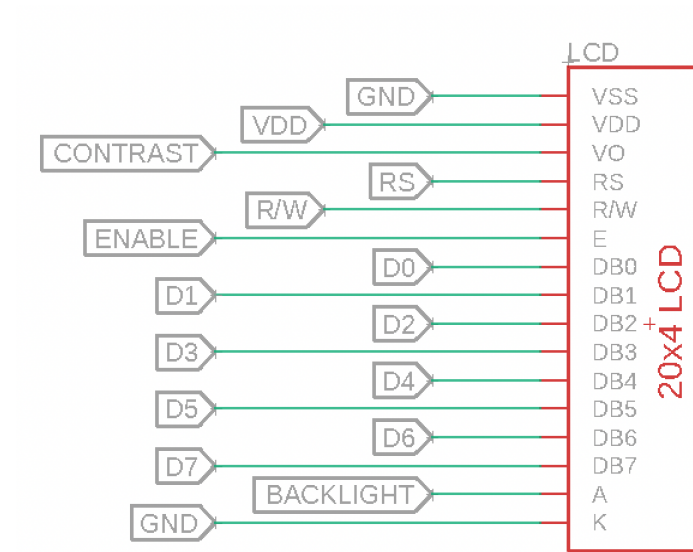 LCD
GND VSS
VDD VDD
CONTRAST VO
RS RS
R/W R/W
ENABLE E
D0 DB0
D1 DB1
D2 DB2
D3 DB3
D4 DB4
D5 DB5
D6 DB6
D7 DB7
BACKLIGHT A
GND K
20x4 LCD